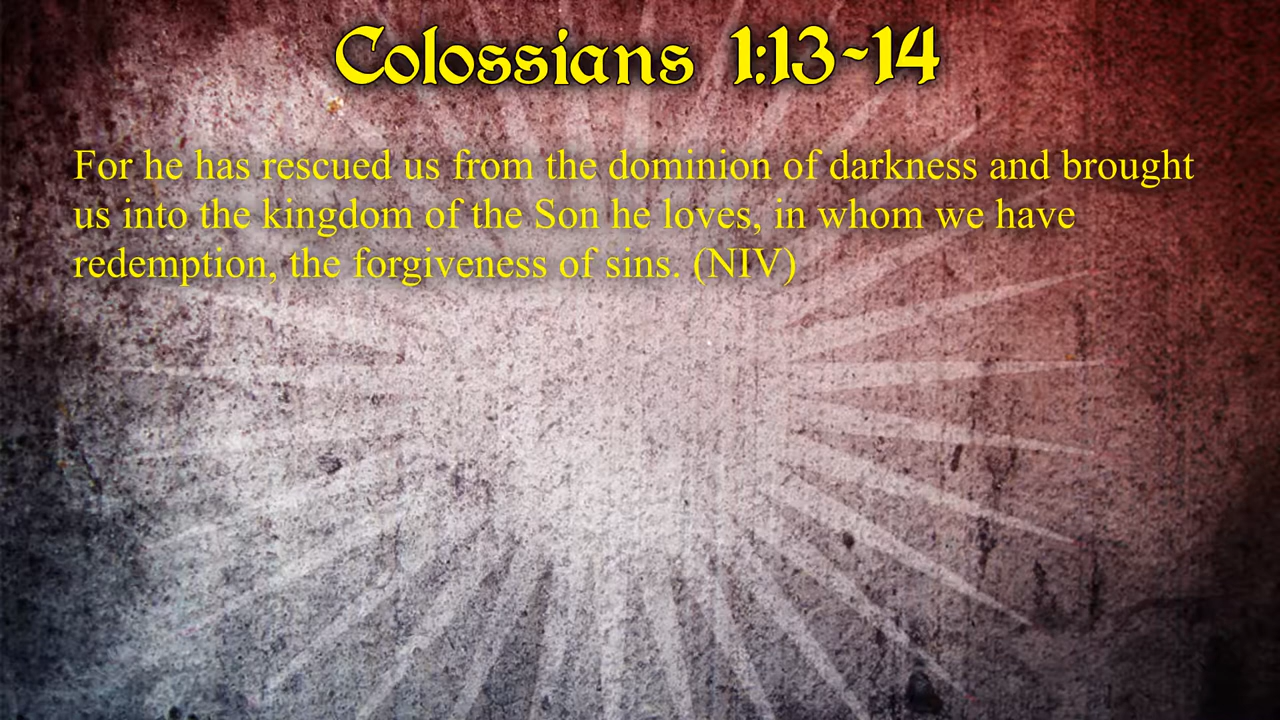 Colossians 1:13-14
For he has rescued us from the dominion of darkness and brought
us into the kingdom of the Son he loves, in whom we have
redemption, the forgiveness of sins. (NIV)